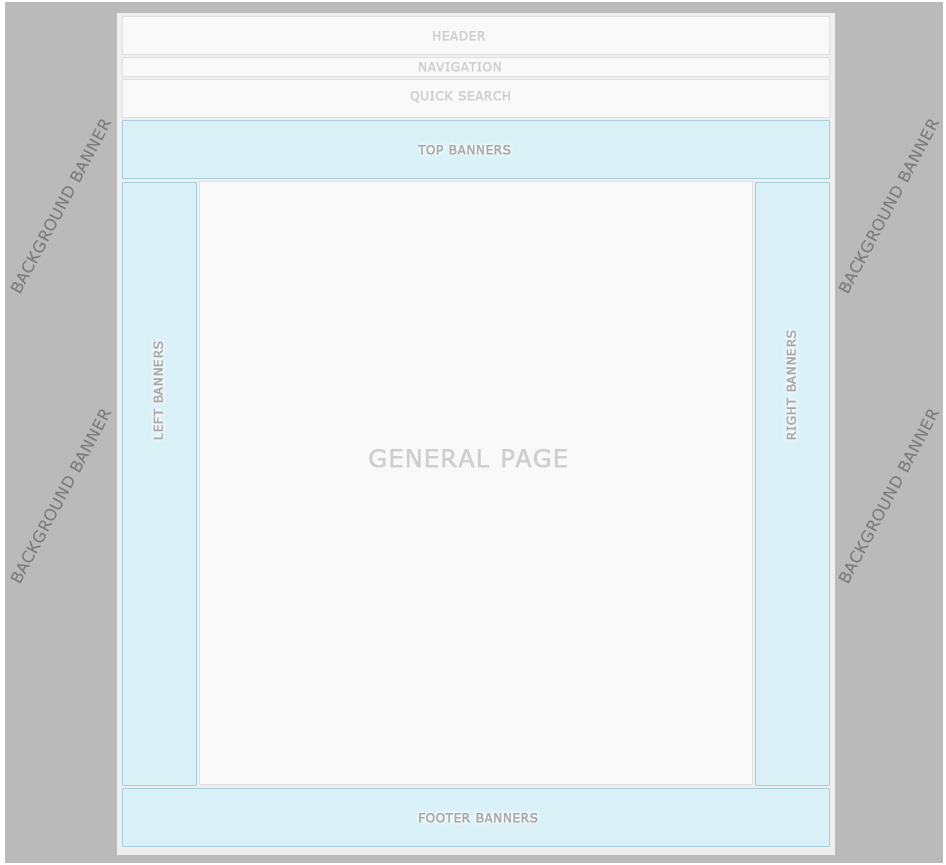 HEADER
NAVIGATION
QUICK SEARCH
TOP BANNERS
BACKGROUND BANNER
BACKGROUND BANNER
LEFT BANNERS
RIGHT BANNERS
GENERAL PAGE
BACKGROUND BANNER
BACKGROUND BANNER
FOOTER BANNERS